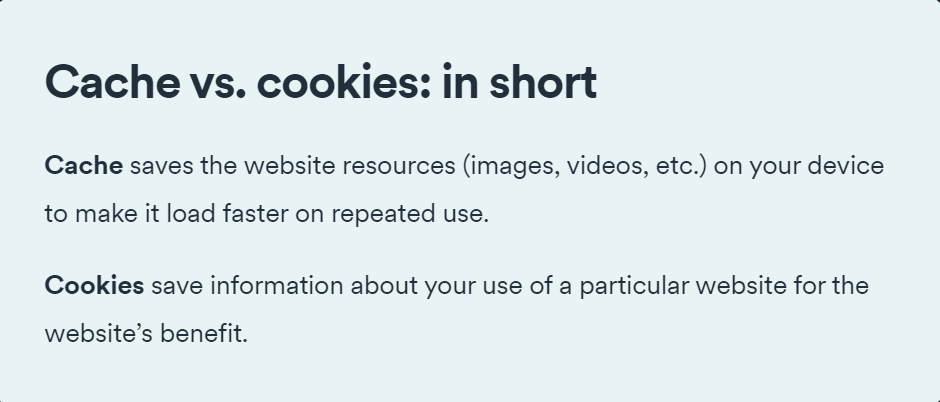 Cache vs. cookies: in short
Cache saves the website resources (images, videos, etc.) on your device
to make it load faster on repeated use.
Cookies save information about your use of a particular website for the
website’s benefit.